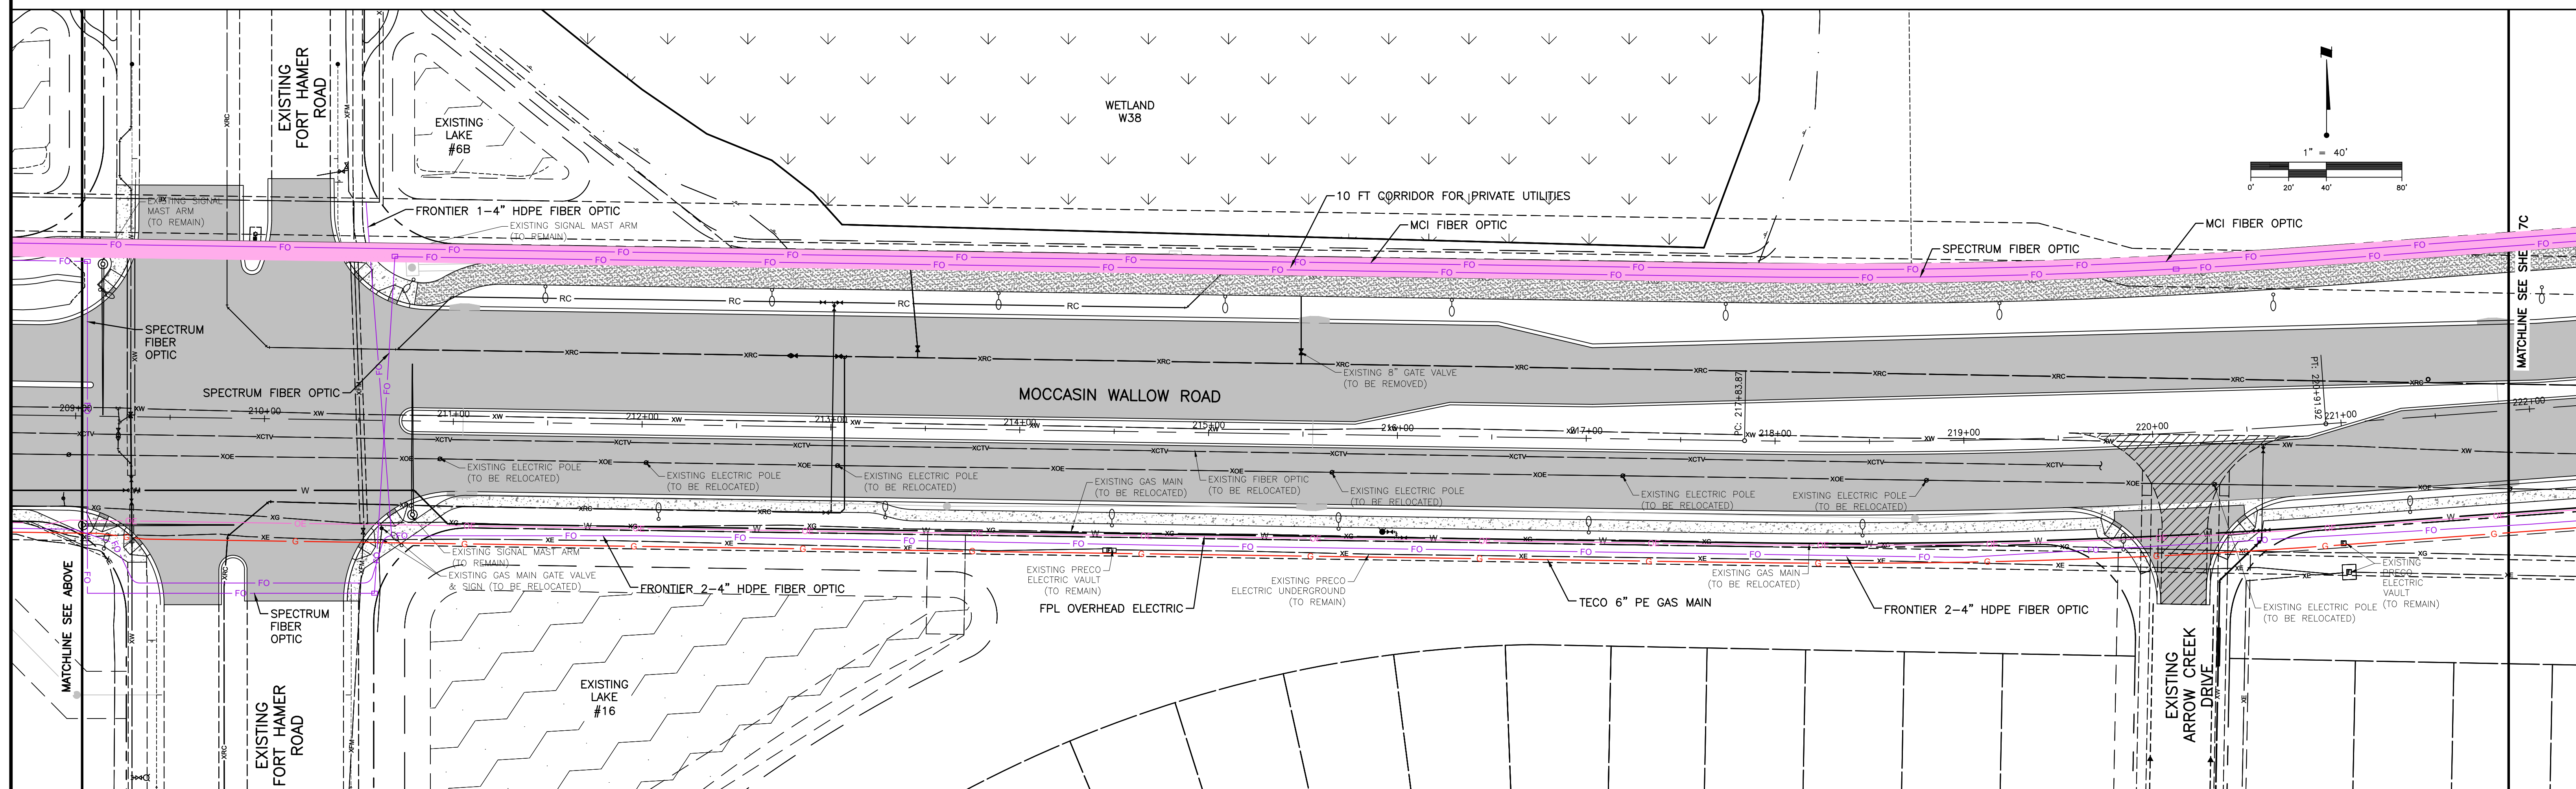 EXISTING
FORT HAMER
ROAD
EXISTING
LAKE
#6B
WETLAND
W38
1" = 40'
0'
20'
40'
80'
EXISTING SIGNAL
MAST ARM
(TO REMAIN)
FRONTIER 1-4" HDPE FIBER OPTIC
EXISTING SIGNAL MAST ARM
(TO REMAIN)
10 FT CORRIDOR FOR PRIVATE UTILITIES
MCI FIBER OPTIC
SPECTRUM FIBER OPTIC
MCI FIBER OPTIC
MATCHLINE SEE SHE 7C
SPECTRUM
FIBER
OPTIC
SPECTRUM FIBER OPTIC
EXISTING 8" GATE VALVE
(TO BE REMOVED)
MOCCASIN WALLOW ROAD
PC: 217+83.87
PT: 220+91.92
209+00
210+00
211+00
212+00
213+00
214+00
215+00
216+00
217+00
218+00
219+00
220+00
221+00
222+00
EXISTING ELECTRIC POLE
(TO BE RELOCATED)
EXISTING ELECTRIC POLE
(TO BE RELOCATED)
EXISTING ELECTRIC POLE
(TO BE RELOCATED)
EXISTING GAS MAIN
(TO BE RELOCATED)
EXISTING FIBER OPTIC
(TO BE RELOCATED)
EXISTING ELECTRIC POLE
(TO BE RELOCATED)
EXISTING ELECTRIC POLE
(TO BE RELOCATED)
EXISTING ELECTRIC POLE
(TO BE RELOCATED)
EXISTING SIGNAL MAST ARM
(TO REMAIN)
EXISTING GAS MAIN GATE VALVE
& SIGN (TO BE RELOCATED)
FRONTIER 2-4" HDPE FIBER OPTIC
EXISTING PRECO
ELECTRIC VAULT
(TO REMAIN)
FPL OVERHEAD ELECTRIC
EXISTING PRECO
ELECTRIC UNDERGROUND
(TO REMAIN)
TECO 6" PE GAS MAIN
EXISTING GAS MAIN
(TO BE RELOCATED)
FRONTIER 2-4" HDPE FIBER OPTIC
EXISTING ELECTRIC POLE
(TO BE RELOCATED)
EXISTING
PRECO
ELECTRIC
VAULT
(TO REMAIN)
SPECTRUM
FIBER
OPTIC
MATCHLINE SEE ABOVE
EXISTING
FORT HAMER
ROAD
EXISTING
LAKE
#16
EXISTING
ARROW CREEK
DRIVE